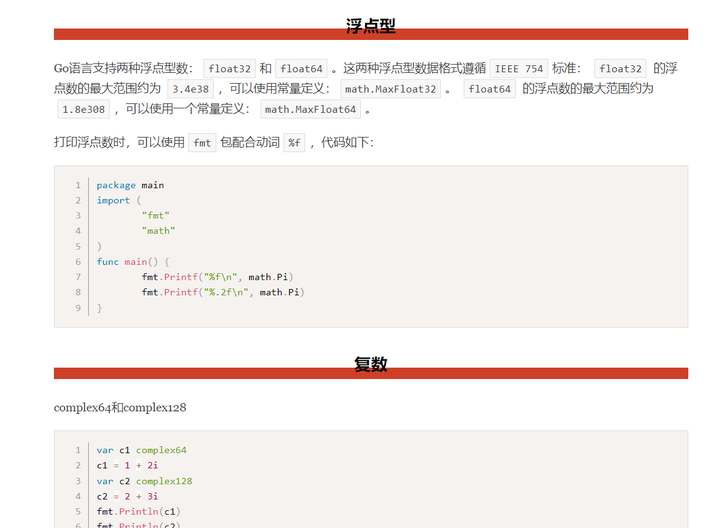 浮点型
Go语言支持两种浮点型数： float32 和 float64 。这两种浮点型数据格式遵循 IEEE 754 标准： float32 的浮
点数的最大范围约为 3.4e38 ，可以使用常量定义： math.MaxFloat32 。 float64 的浮点数的最大范围约为
1.8e308 ，可以使用一个常量定义： math.MaxFloat64 。
打印浮点数时，可以使用 fmt 包配合动词 %f ，代码如下：
1 package main
2 import (
3 "fmt"
4 "math"
5 )
6 func main() {
7 fmt.Printf("%f\n", math.Pi)
8 fmt.Printf("%.2f\n", math.Pi)
9 }
复数
complex64和complex128
1 var c1 complex64
2 c1 = 1 + 2i
3 var c2 complex128
4 c2 = 2 + 3i
5 fmt.Println(c1)
6 fmt.Println(c2)